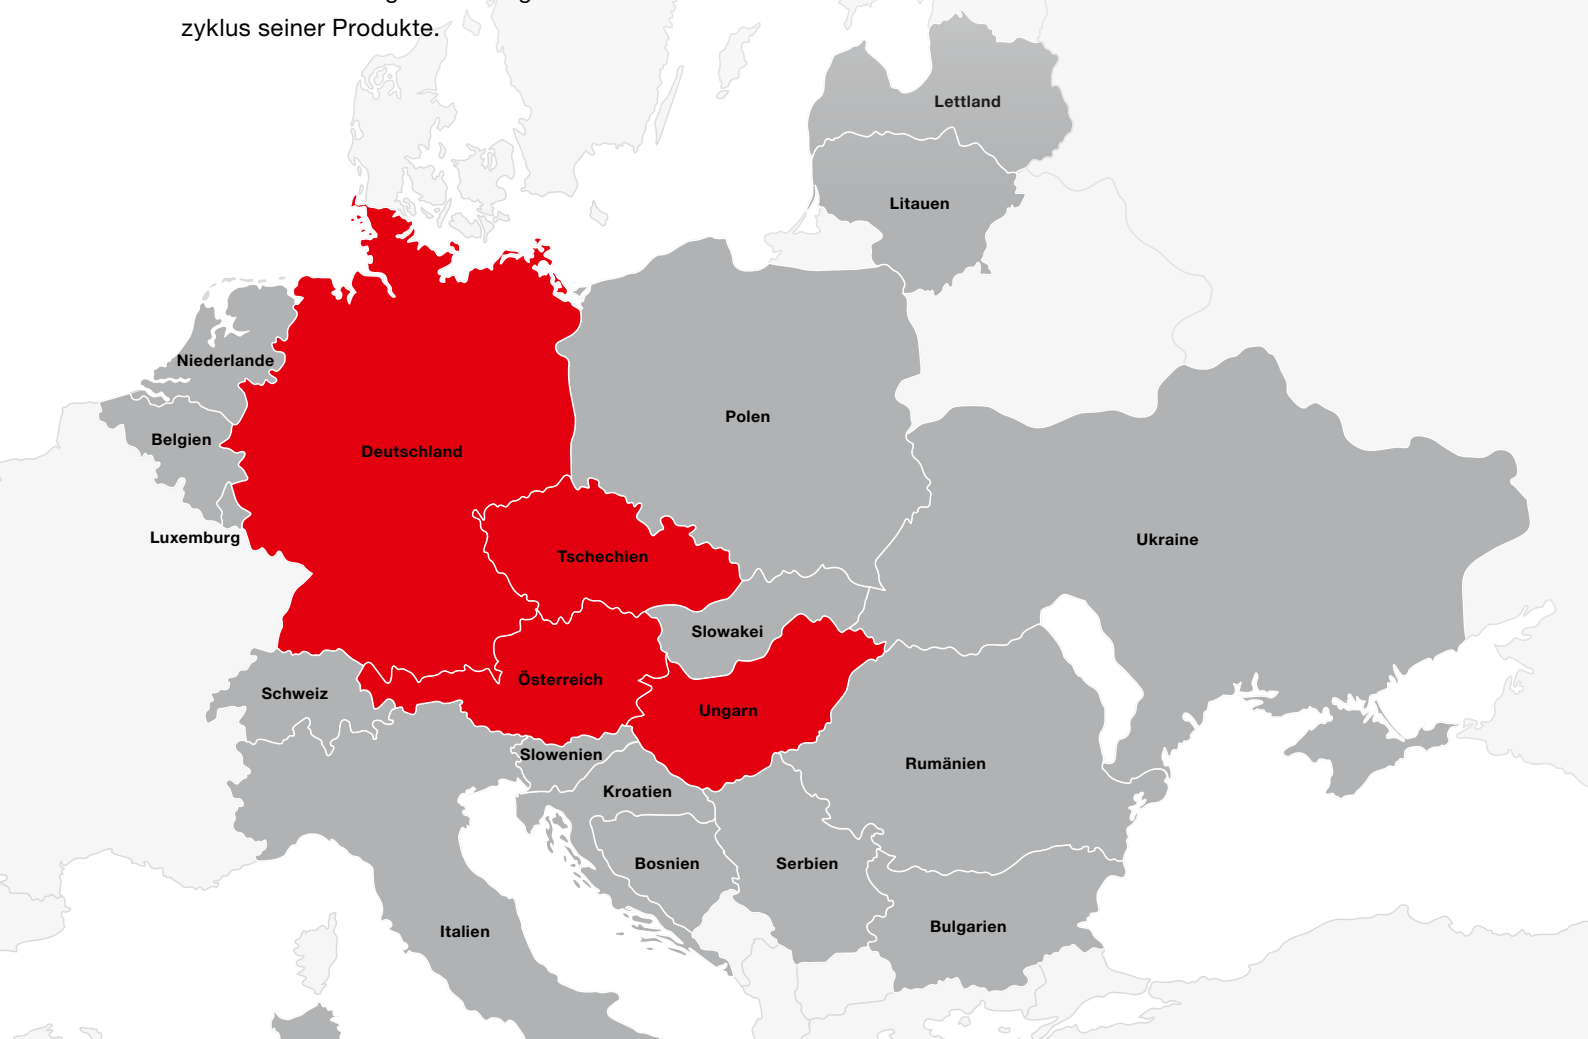 zyklus seiner Produkte.
Lettland
Litauen
Niederlande
Polen
Belgien
Deutschland
Luxemburg
Ukraine
Tschechien
Slowakei
Österreich
Schweiz
Ungarn
Slowenien
Rumänien
Kroatien
Bosnien
Serbien
Bulgarien
Italien